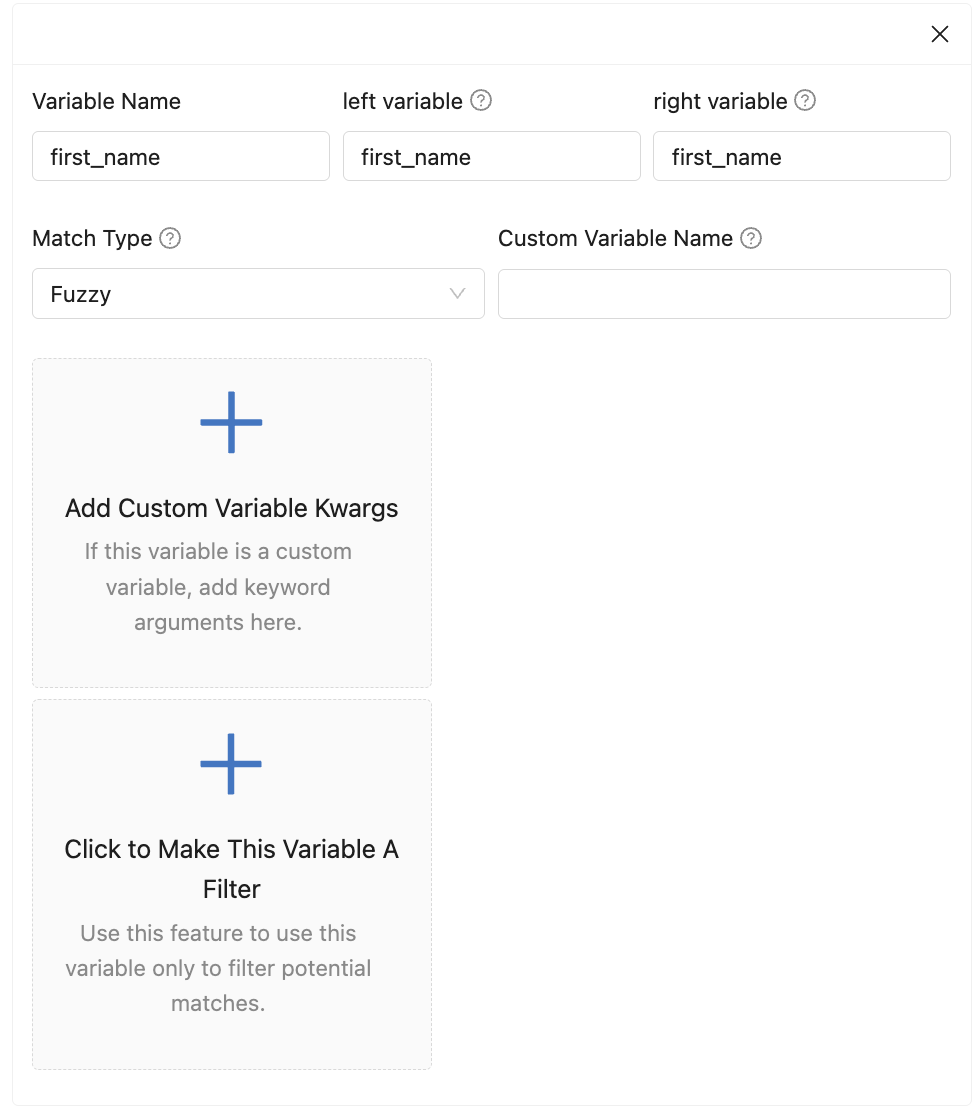 Variable Name
left variable ?
right variable ?
first_name
first_name
first_name
Match Type ?
Custom Variable Name ?
Fuzzy
Add Custom Variable Kwargs
If this variable is a custom
variable, add keyword
arguments here.
Click to Make This Variable A
Filter
Use this feature to use this
variable only to filter potential
matches.